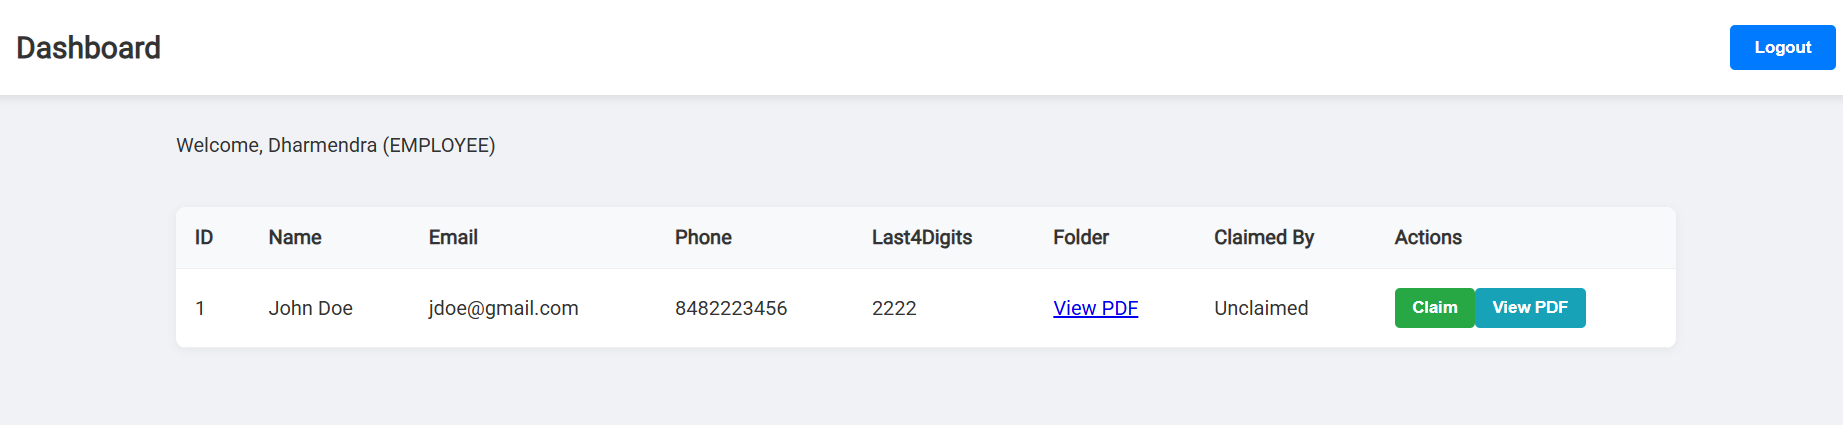 Dashboard
Logout
Welcome, Dharmendra (EMPLOYEE)
ID Name Email Phone Last4Digits Folder Claimed By Actions
1 John Doe jdoe@gmail.com 8482223456 2222 View PDF Unclaimed Claim View PDF